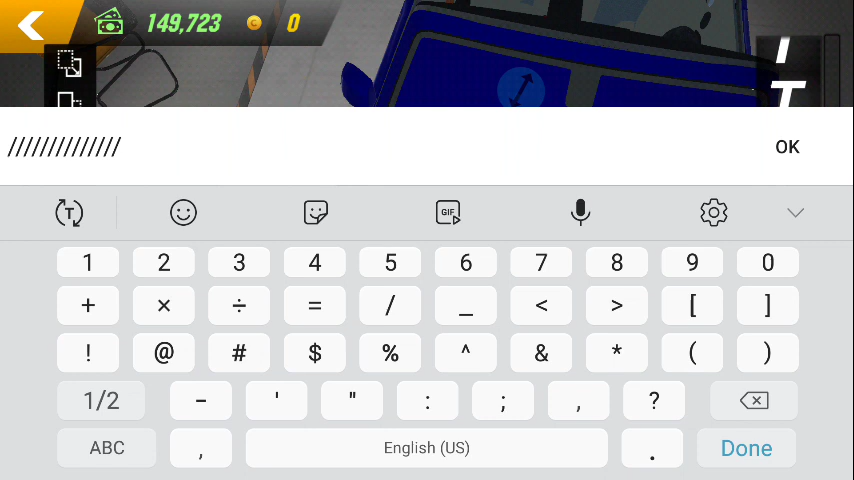 149,723 C 0
T
////////////// OK
T GIF
1 2 3 4 5 6 7 8 9 0
+ × ÷ = / _ < > [ ]
! @ # $ % ^ & * ( )
1/2 - ' " : ; , ?
ABC , English (US) . Done